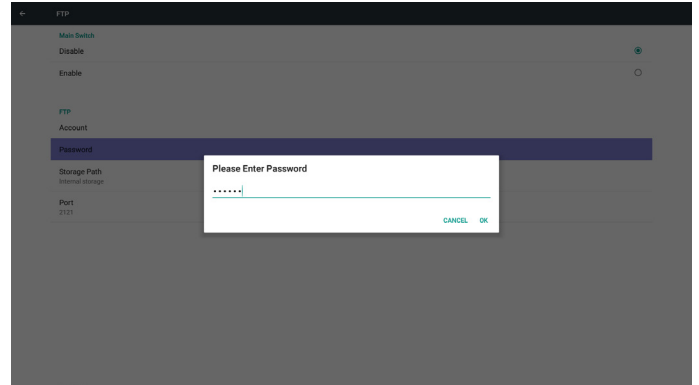 FTP
Main Switch
Disable
Enable
FTP
Account
Password
Storage Path
Internal storage
Port
2121
Please Enter Password
••••••
CANCEL OK